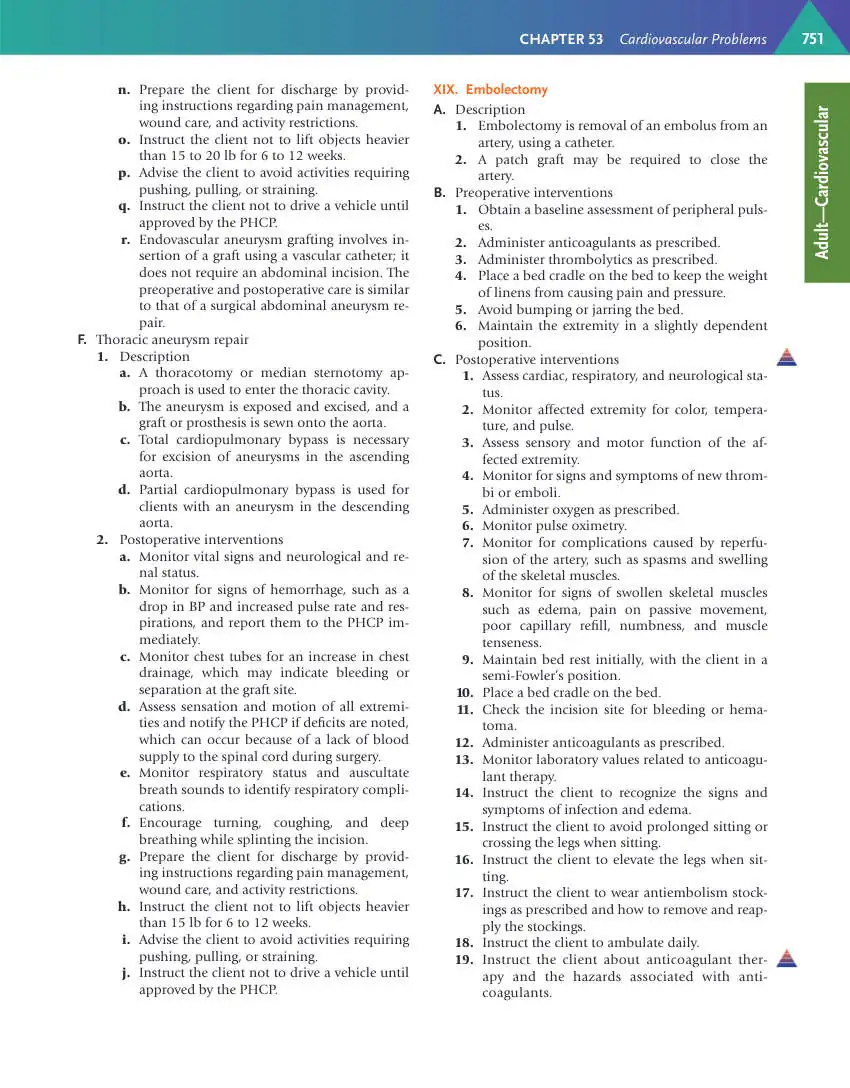 CHAPTER 53 Cardiovascular Problems 751
n. Prepare the client for discharge by provid-
ing instructions regarding pain management,
wound care, and activity restrictions.
o. Instruct the client not to lift objects heavier
than 15 to 20 lb for 6 to 12 weeks.
p. Advise the client to avoid activities requiring
pushing, pulling, or straining.
q. Instruct the client not to drive a vehicle until
approved by the PHCP.
r. Endovascular aneurysm grafting involves in-
sertion of a graft using a vascular catheter; it
does not require an abdominal incision. The
preoperative and postoperative care is similar
to that of a surgical abdominal aneurysm re-
pair.
F. Thoracic aneurysm repair
1. Description
a. A thoracotomy or median sternotomy ap-
proach is used to enter the thoracic cavity.
b. The aneurysm is exposed and excised, and a
graft or prosthesis is sewn onto the aorta.
c. Total cardiopulmonary bypass is necessary
for excision of aneurysms in the ascending
aorta.
d. Partial cardiopulmonary bypass is used for
clients with an aneurysm in the descending
aorta.
2. Postoperative interventions
a. Monitor vital signs and neurological and re-
nal status.
b. Monitor for signs of hemorrhage, such as a
drop in BP and increased pulse rate and res-
pirations, and report them to the PHCP im-
mediately.
c. Monitor chest tubes for an increase in chest
drainage, which may indicate bleeding or
separation at the graft site.
d. Assess sensation and motion of all extremi-
ties and notify the PHCP if deficits are noted,
which can occur because of a lack of blood
supply to the spinal cord during surgery.
e. Monitor respiratory status and auscultate
breath sounds to identify respiratory compli-
cations.
f. Encourage turning, coughing, and deep
breathing while splinting the incision.
g. Prepare the client for discharge by provid-
ing instructions regarding pain management,
wound care, and activity restrictions.
h. Instruct the client not to lift objects heavier
than 15 lb for 6 to 12 weeks.
i. Advise the client to avoid activities requiring
pushing, pulling, or straining.
j. Instruct the client not to drive a vehicle until
approved by the PHCP.
XIX. Embolectomy
A. Description
1. Embolectomy is removal of an embolus from an
artery, using a catheter.
2. A patch graft may be required to close the
artery.
B. Preoperative interventions
1. Obtain a baseline assessment of peripheral puls-
es.
2. Administer anticoagulants as prescribed.
3. Administer thrombolytics as prescribed.
4. Place a bed cradle on the bed to keep the weight
of linens from causing pain and pressure.
5. Avoid bumping or jarring the bed.
6. Maintain the extremity in a slightly dependent
position.
C. Postoperative interventions
1. Assess cardiac, respiratory, and neurological sta-
tus.
2. Monitor affected extremity for color, tempera-
ture, and pulse.
3. Assess sensory and motor function of the af-
fected extremity.
4. Monitor for signs and symptoms of new throm-
bi or emboli.
5. Administer oxygen as prescribed.
6. Monitor pulse oximetry.
7. Monitor for complications caused by reperfu-
sion of the artery, such as spasms and swelling
of the skeletal muscles.
8. Monitor for signs of swollen skeletal muscles
such as edema, pain on passive movement,
poor capillary refill, numbness, and muscle
tenseness.
9. Maintain bed rest initially, with the client in a
semi-Fowler's position.
10. Place a bed cradle on the bed.
11. Check the incision site for bleeding or hema-
toma.
12. Administer anticoagulants as prescribed.
13. Monitor laboratory values related to anticoagu-
lant therapy.
14. Instruct the client to recognize the signs and
symptoms of infection and edema.
15. Instruct the client to avoid prolonged sitting or
crossing the legs when sitting.
16. Instruct the client to elevate the legs when sit-
ting.
17. Instruct the client to wear antiembolism stock-
ings as prescribed and how to remove and reap-
ply the stockings.
18. Instruct the client to ambulate daily.
19. Instruct the client about anticoagulant ther-
apy and the hazards associated with anti-
coagulants.
Adult—Cardiovascular